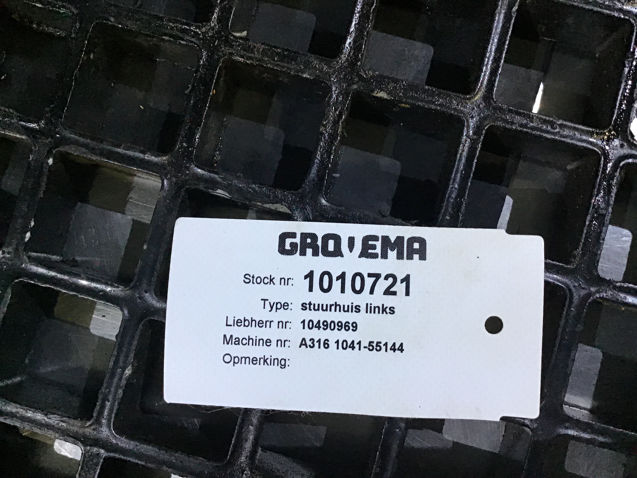 GROVEMA
Stock nr: 1010721
Type: stuurhuis links
Liebherr nr: 10490969
Machine nr: A316 1041-55144
Opmerking: